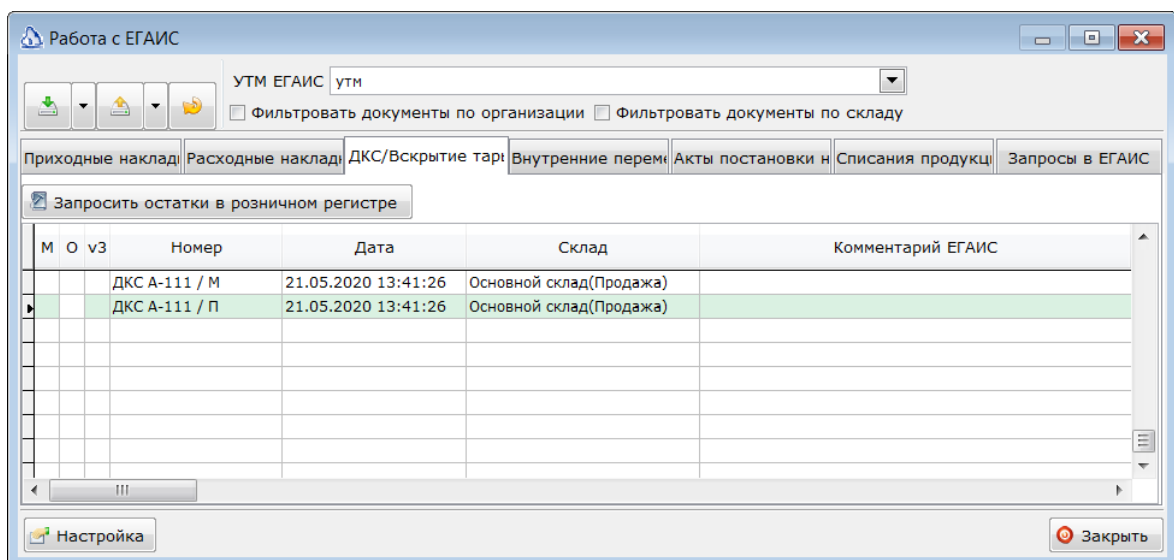 Работа с ЕГАИС
УТМ ЕГАИС утм
Фильтровать документы по организации Фильтровать документы по складу
Приходные наклад Расходные наклад ДКС/Вскрытие тары Внутренние переме Акты постановки н Списания продукц Запросы в ЕГАИС
Запросить остатки в розничном регистре
М О v3 Номер Дата Склад Комментарий ЕГАИС
ДКС А-111 / М 21.05.2020 13:41:26 Основной склад(Продажа)
ДКС А-111 / П 21.05.2020 13:41:26 Основной склад(Продажа)
Настройка Закрыть